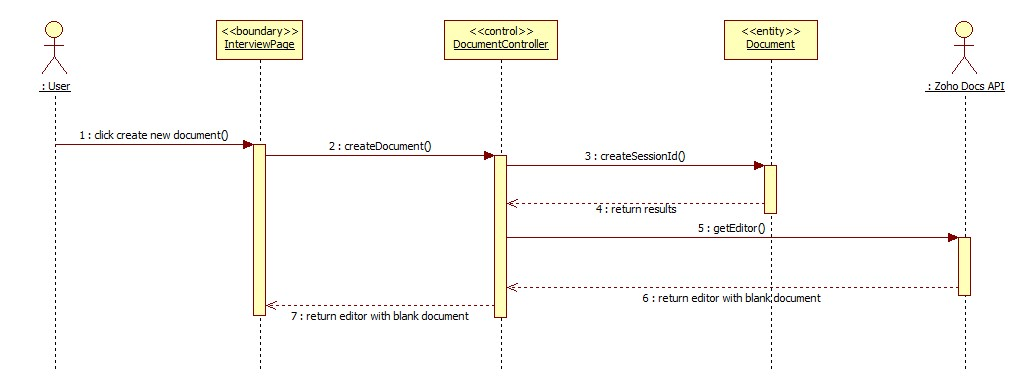 <<boundary>>
InterviewPage
<<control>>
DocumentController
<<entity>>
Document
: User
: Zoho Docs API
1 : click create new document()
2 : createDocument()
3 : createSessionId()
4 : return results
5 : getEditor()
6 : return editor with blank document
7 : return editor with blank document